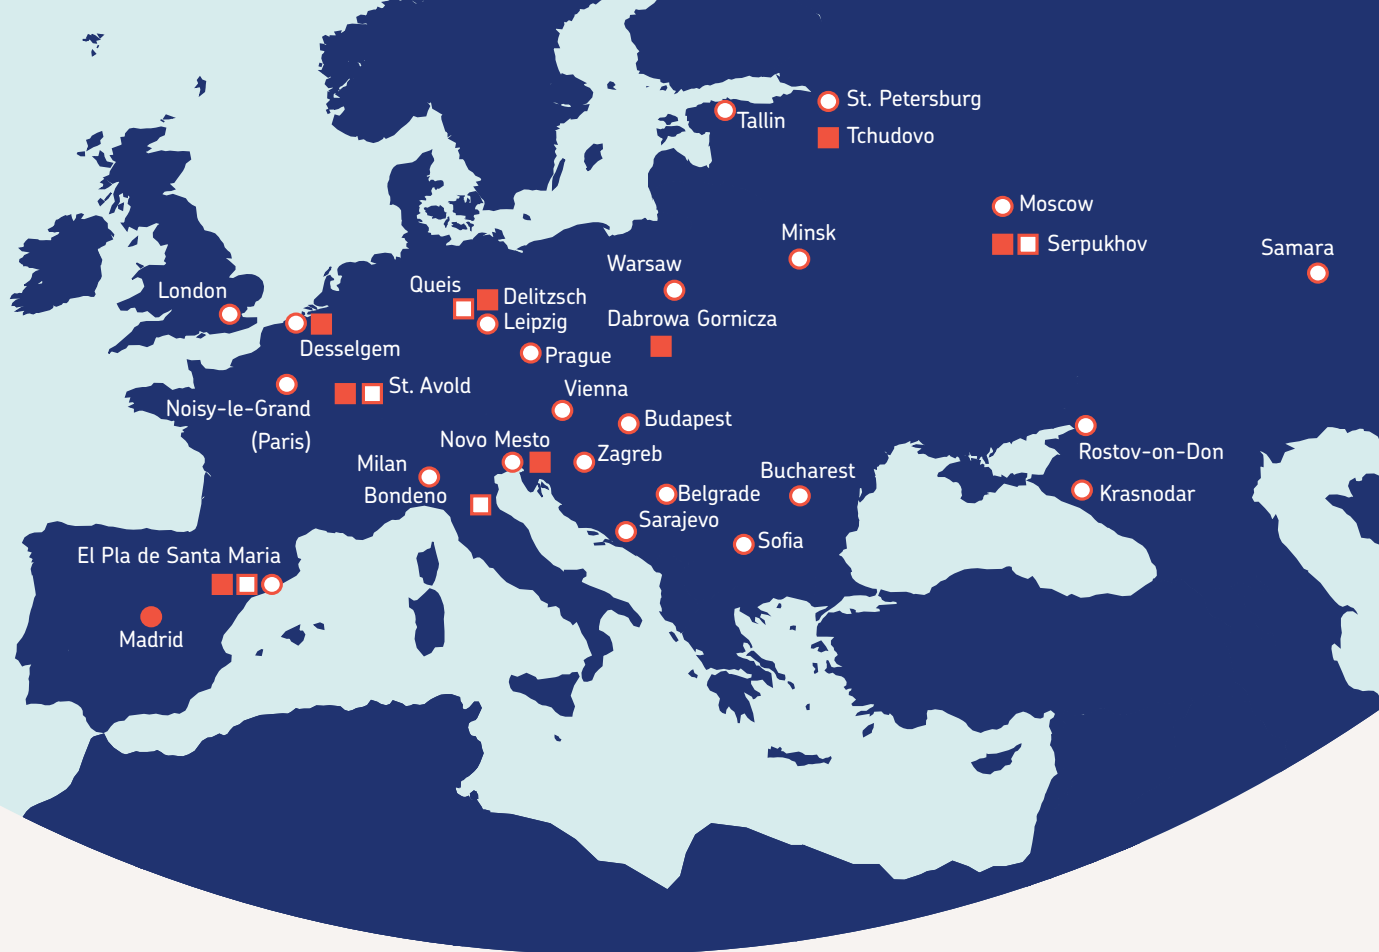 St. Petersburg
Tallin
Tchudovo
Moscow
Minsk
Serpukhov
Samara
Warsaw
Queis
London
Delitzsch
Leipzig
Dabrowa Gornicza
Desselgem
Prague
St. Avold
Vienna
Noisy-le-Grand
(Paris)
Budapest
Novo Mesto
Zagreb
Rostov-on-Don
Milan
Bucharest
Bondeno
Belgrade
Krasnodar
Sarajevo
Sofia
El Pla de Santa Maria
Madrid